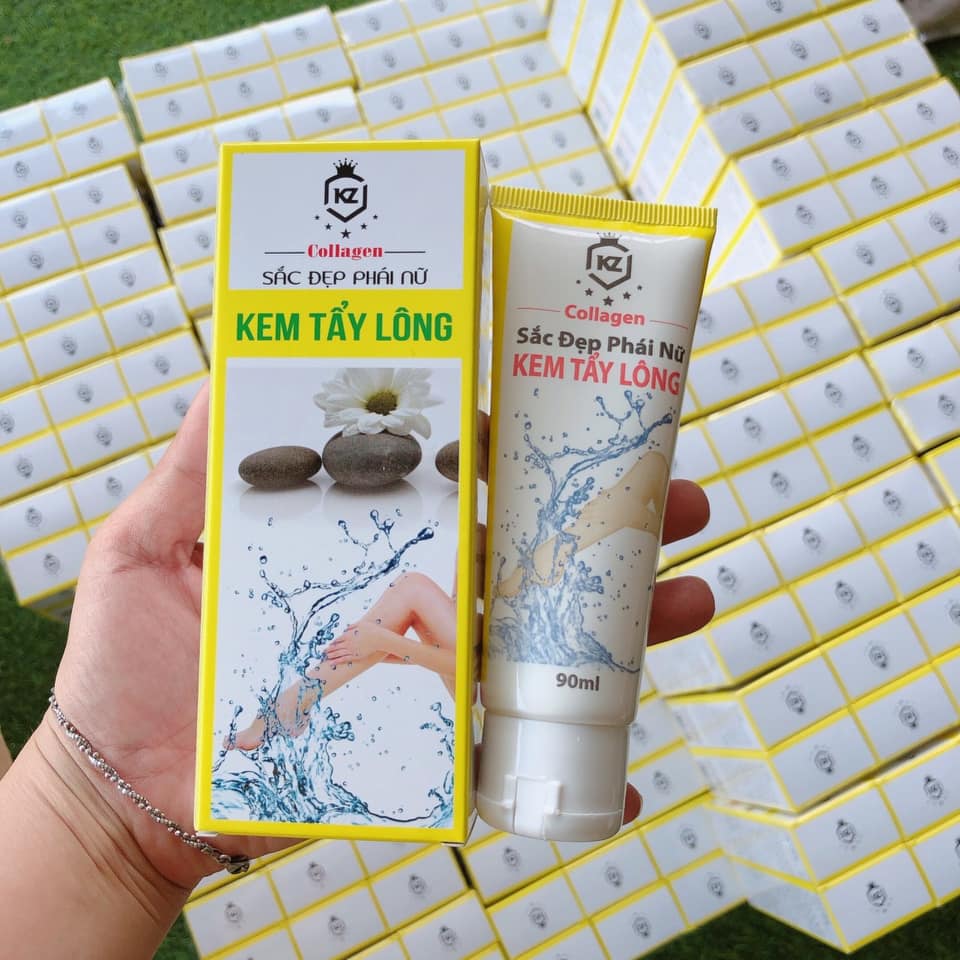 KZ
Collagen
SẮC ĐẸP PHÁI NỮ
KEM TẨY LÔNG
KZ
Collagen
Sắc Đẹp Phái Nữ
KEM TẨY LÔNG
90ml